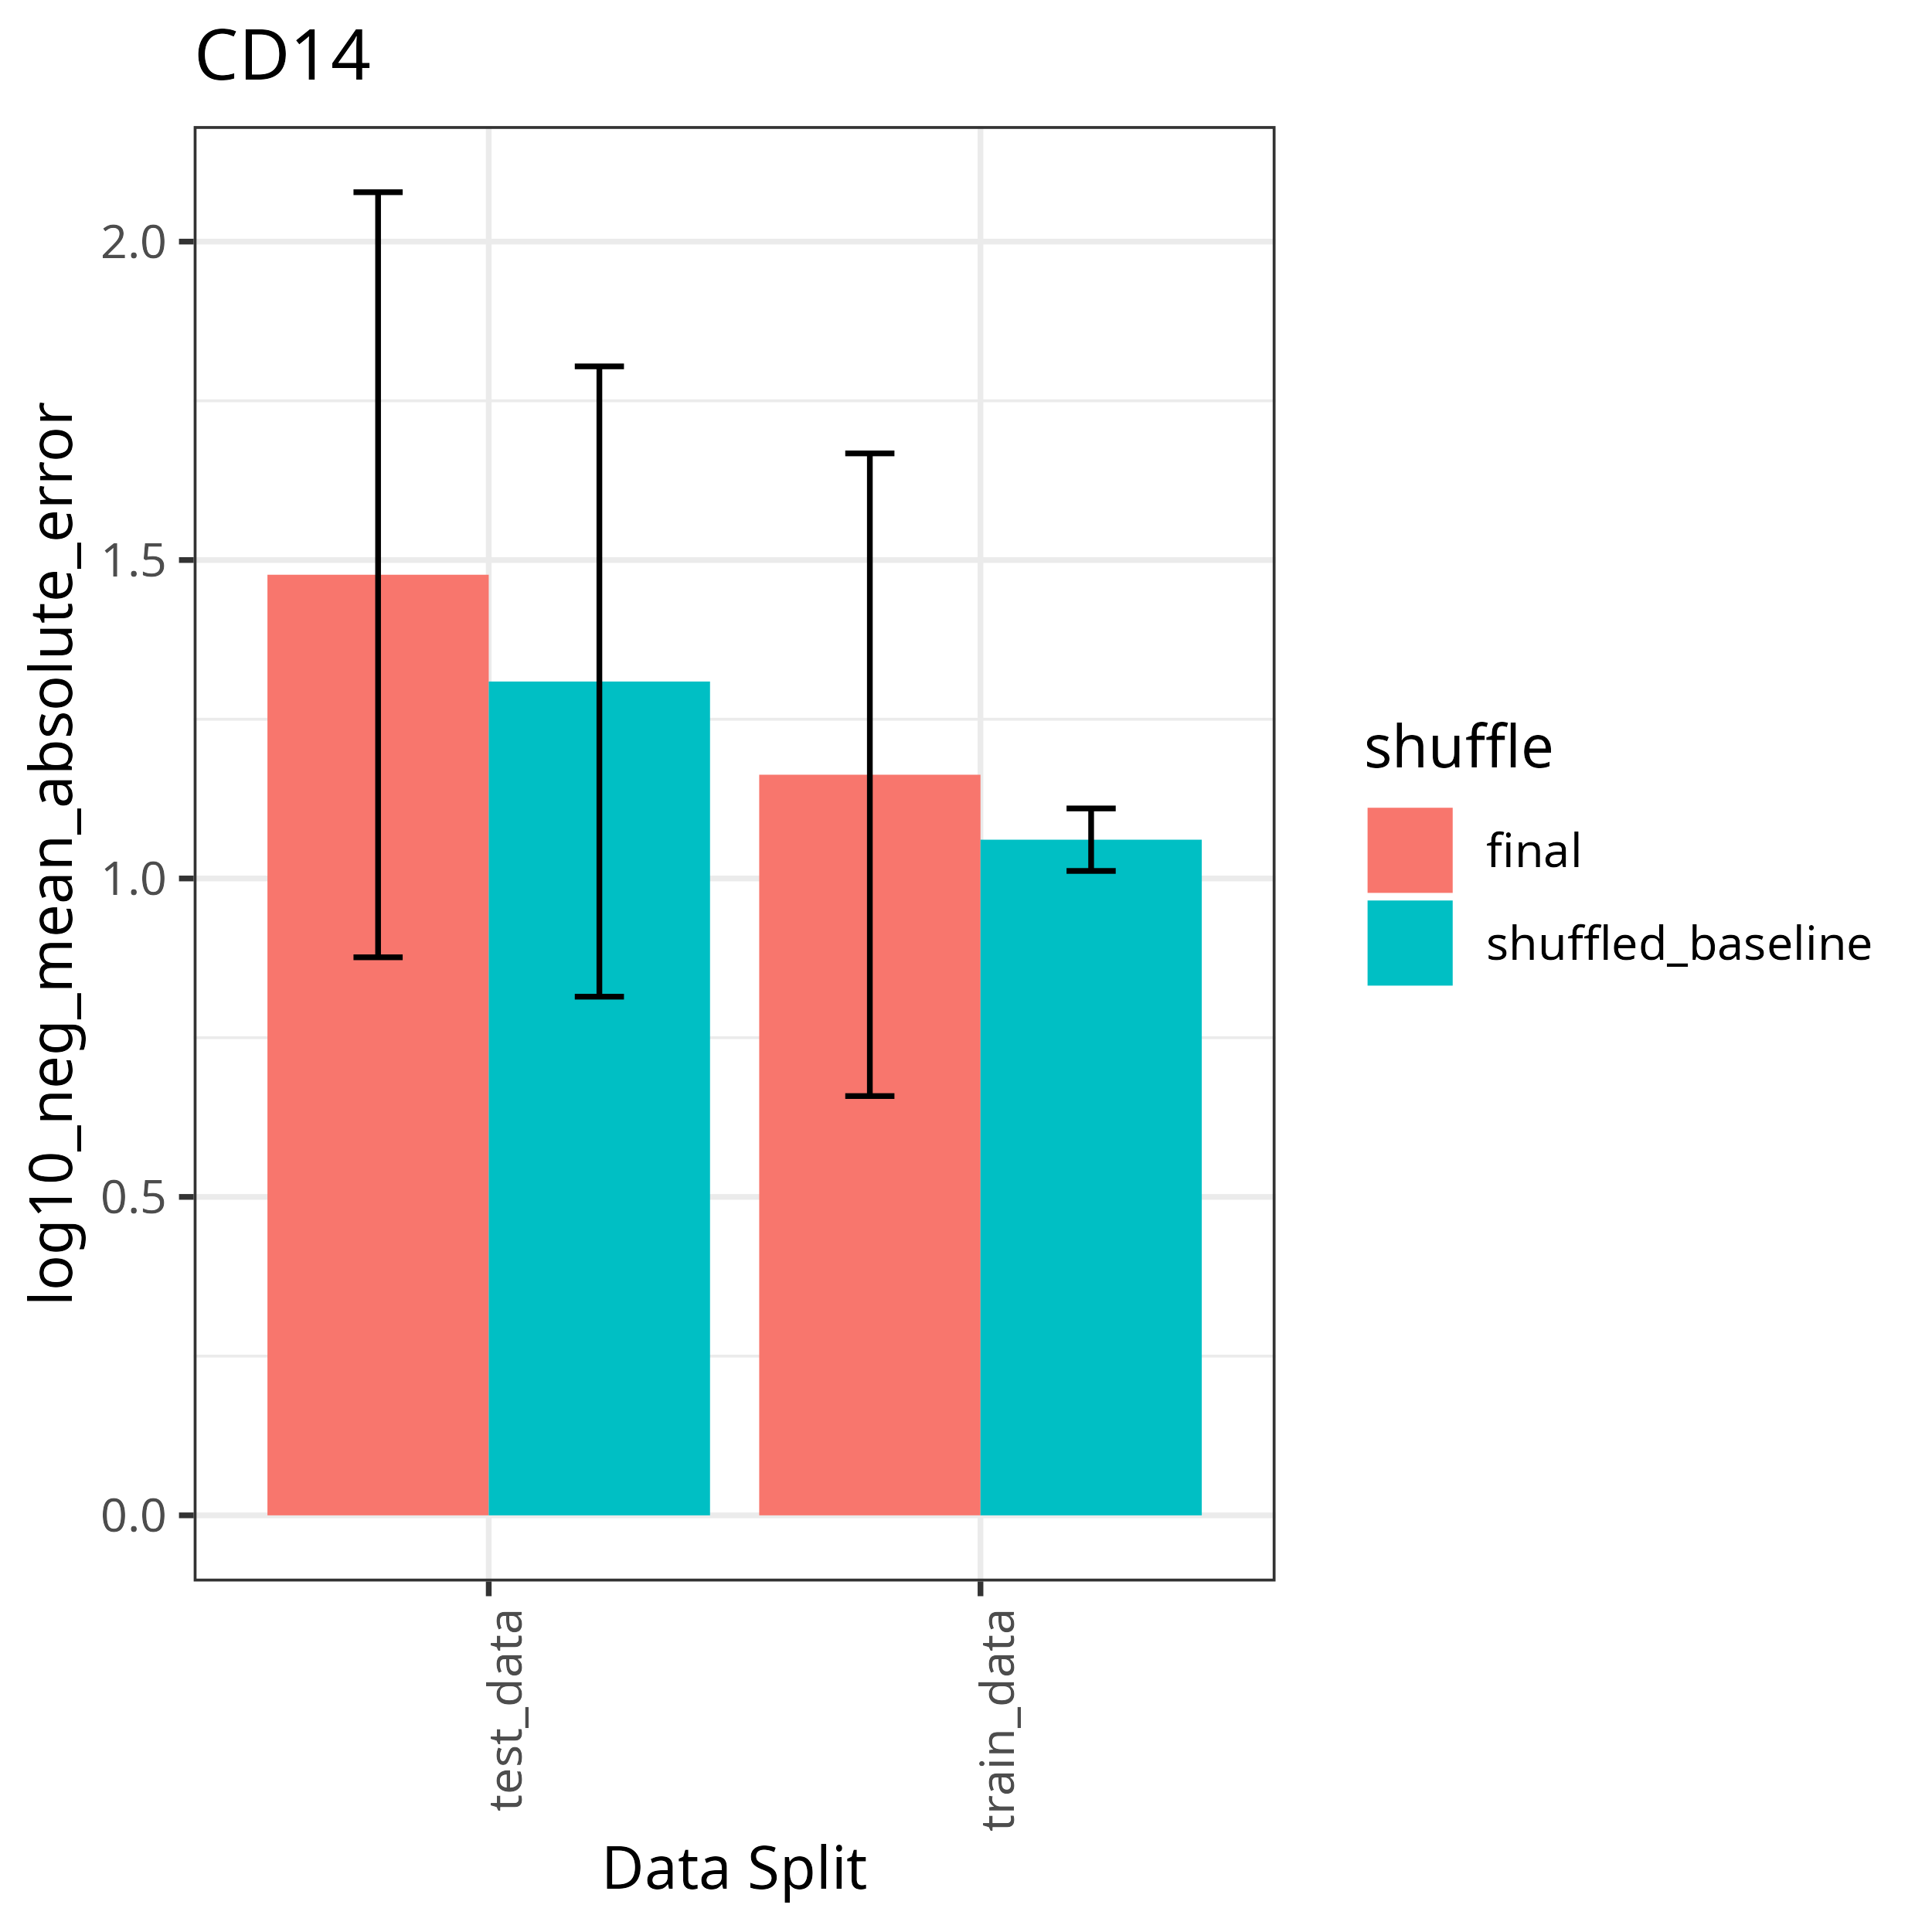 CD14
log10_neg_mean_absolute_error
2.0
1.5
1.0
0.5
0.0
test_data
train_data
Data Split
shuffle
final
shuffled_baseline